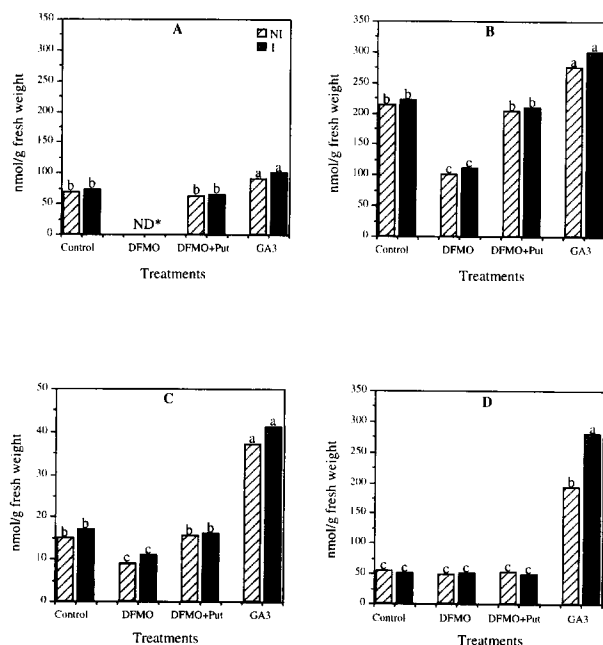 A
NI
I
nmol/g fresh weight
350
300
250
200
150
100
50
0
b b
ND*
b b
a a
Control DFMO DFMO+Put GA3
Treatments
B
nmol/g fresh weight
350
300
250
200
150
100
50
0
b b
c c
b b
a a
Control DFMO DFMO+Put GA3
Treatments
C
nmol/g fresh weight
50
40
30
20
10
0
b b
c c
b b
a a
Control DFMO DFMO+Put GA3
Treatments
D
nmol/g fresh weight
350
300
250
200
150
100
50
0
c c
c c
c c
b a
Control DFMO DFMO+Put GA3
Treatments